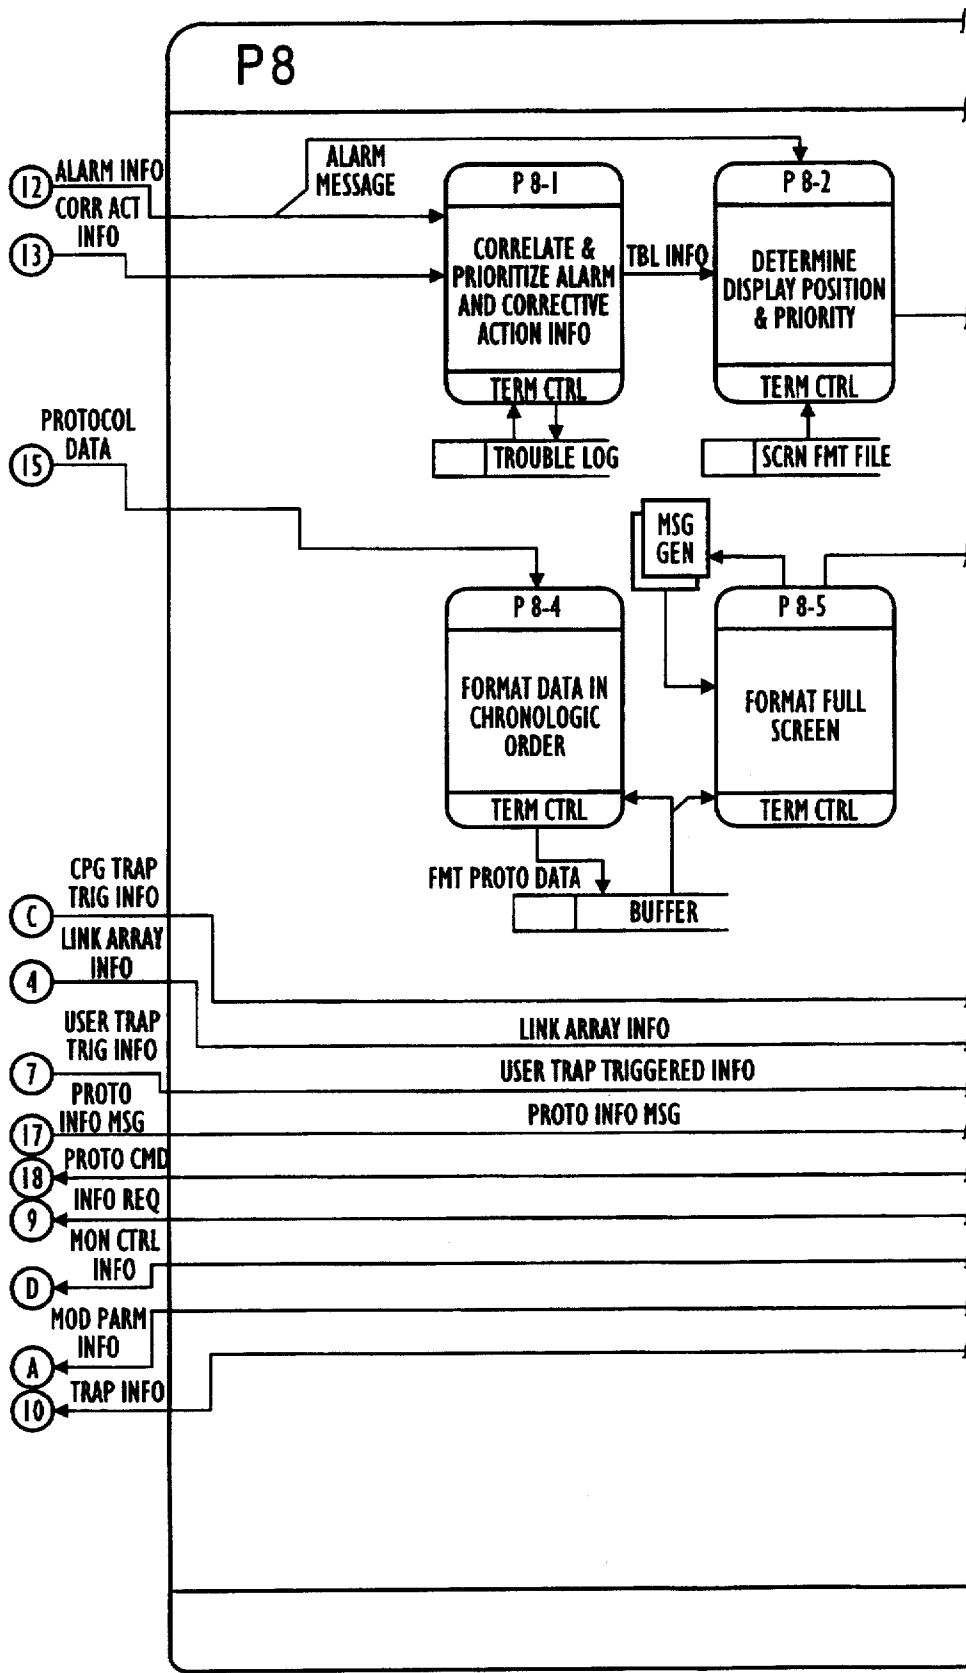 P8
12
ALARM INFO
CORR ACT
INFO
13
ALARM
MESSAGE
P 8-1
CORRELATE &
PRIORITIZE ALARM
AND CORRECTIVE
ACTION INFO
TERM CTRL
TROUBLE LOG
TBL INFO
P 8-2
DETERMINE
DISPLAY POSITION
& PRIORITY
TERM CTRL
SCRN FMT FILE
PROTOCOL
DATA
15
P 8-4
FORMAT DATA IN
CHRONOLOGIC
ORDER
TERM CTRL
FMT PROTO DATA
BUFFER
MSG
GEN
P 8-5
FORMAT FULL
SCREEN
TERM CTRL
CPG TRAP
TRIG INFO
C
LINK ARRAY
INFO
4
LINK ARRAY INFO
USER TRAP
TRIG INFO
7
USER TRAP TRIGGERED INFO
PROTO
INFO MSG
17
PROTO INFO MSG
PROTO CMD
18
INFO REQ
9
MON CTRL
INFO
D
MOD PARM
INFO
A
TRAP INFO
10